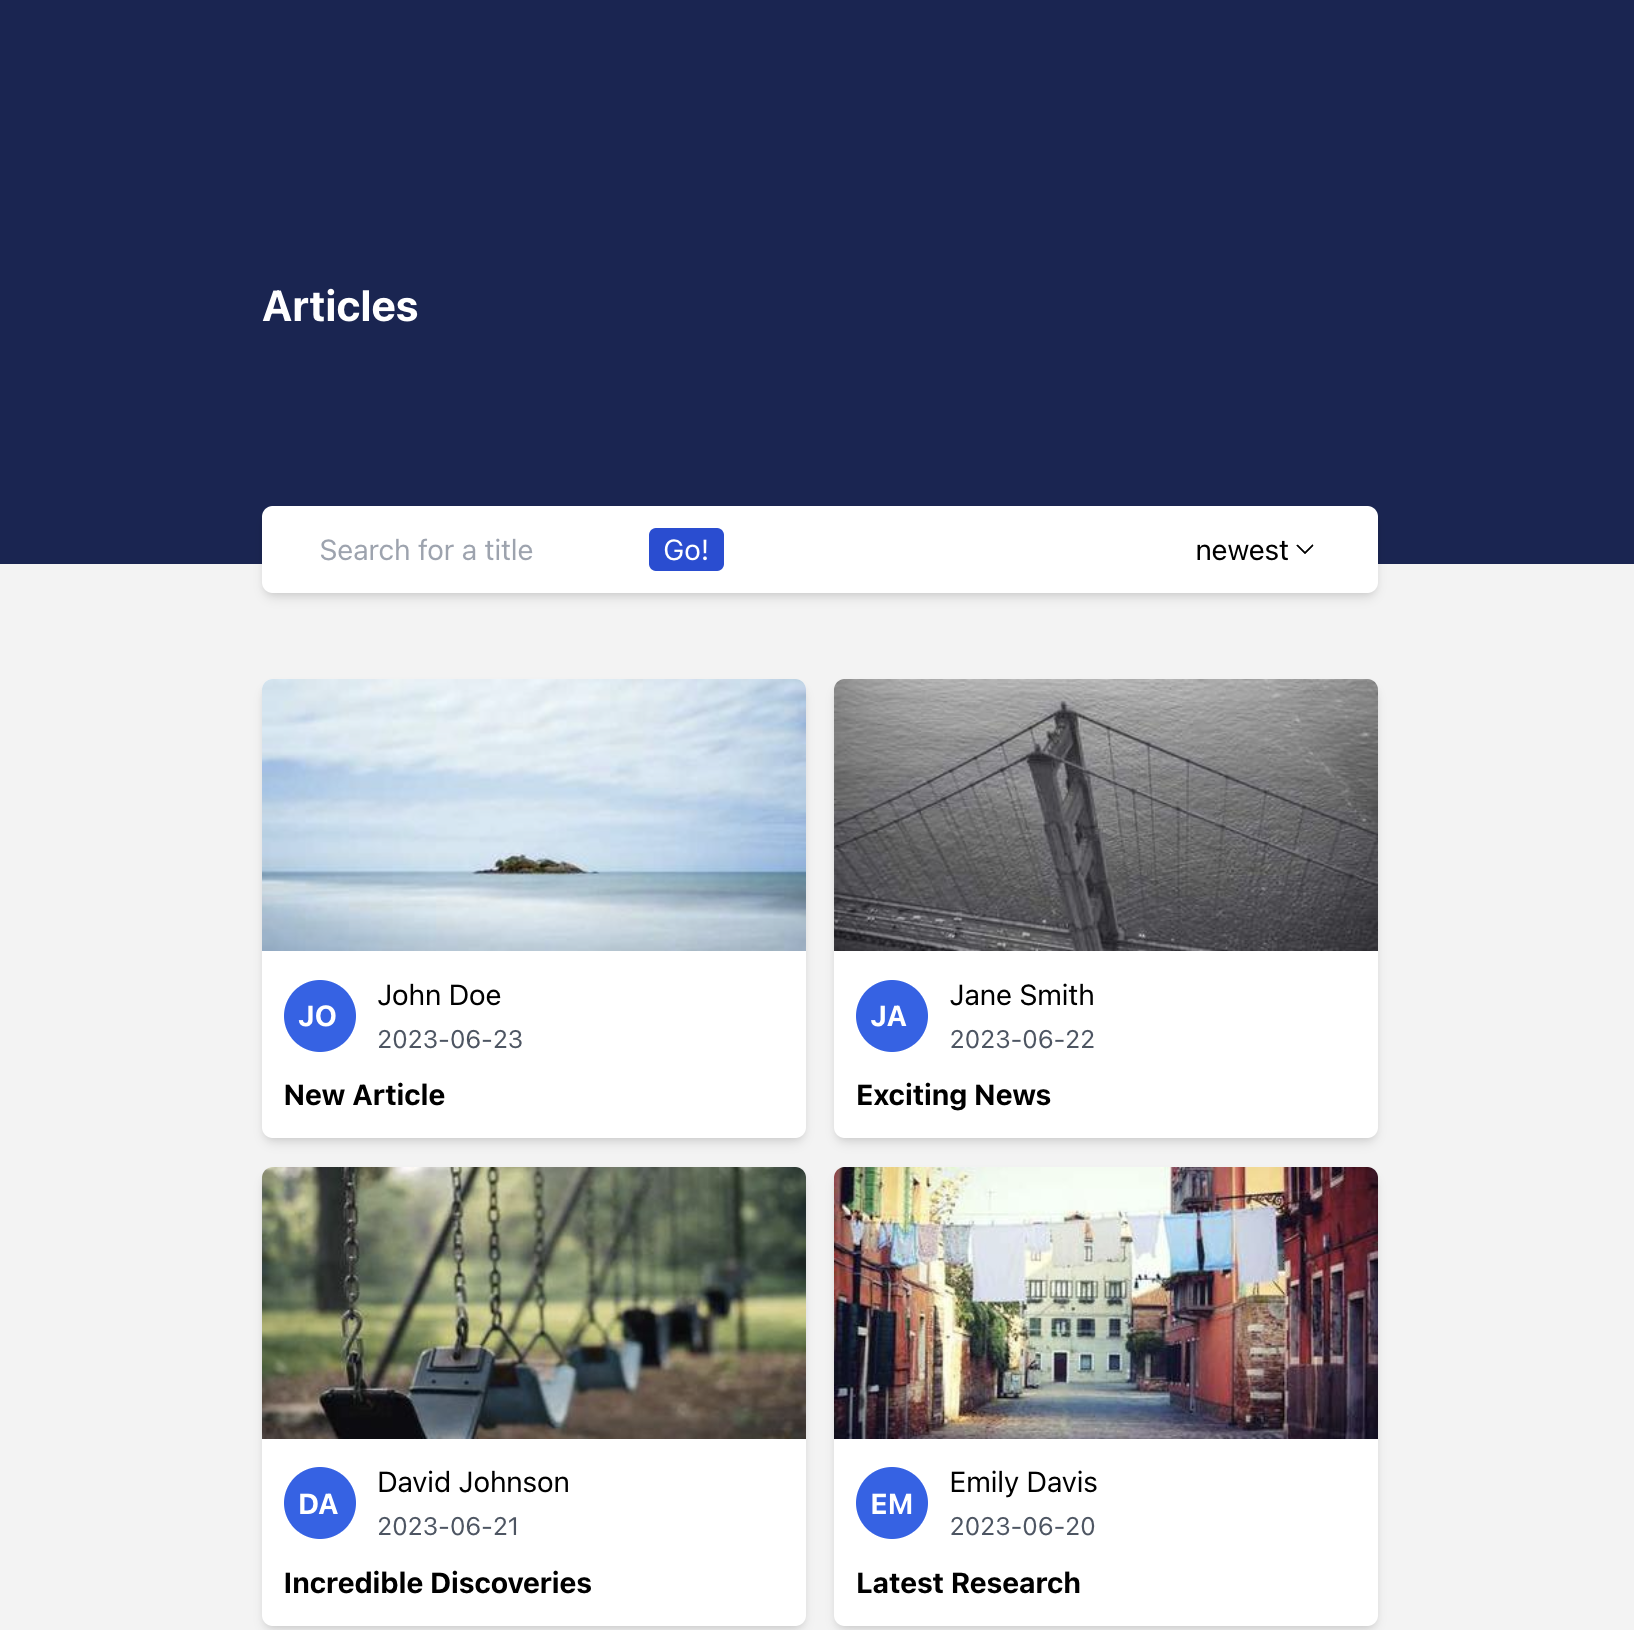 Articles
Search for a title
Go!
newest
JO
John Doe
2023-06-23
New Article
JA
Jane Smith
2023-06-22
Exciting News
DA
David Johnson
2023-06-21
Incredible Discoveries
EM
Emily Davis
2023-06-20
Latest Research